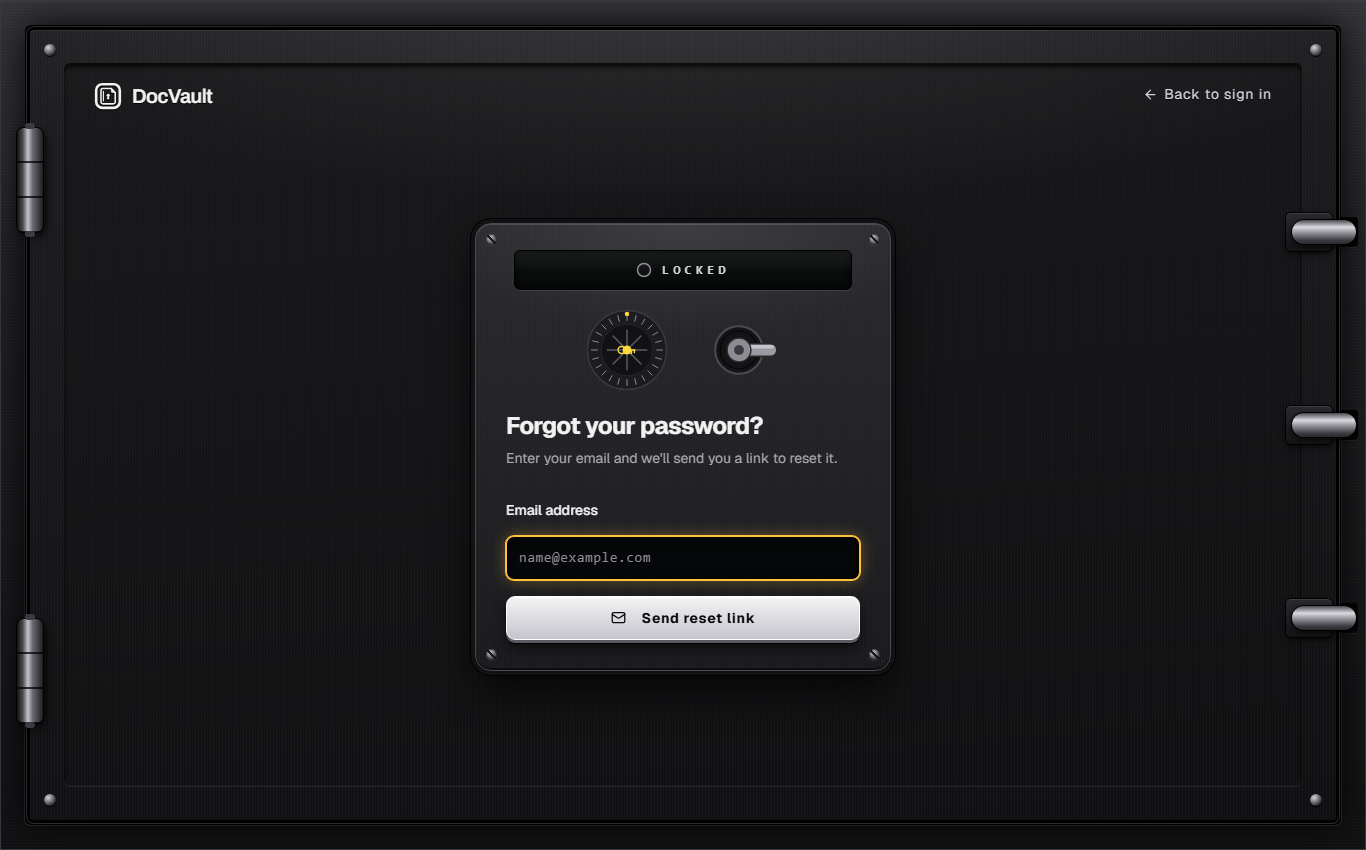 DocVault
← Back to sign in
LOCKED
Forgot your password?
Enter your email and we'll send you a link to reset it.
Email address
name@example.com
Send reset link